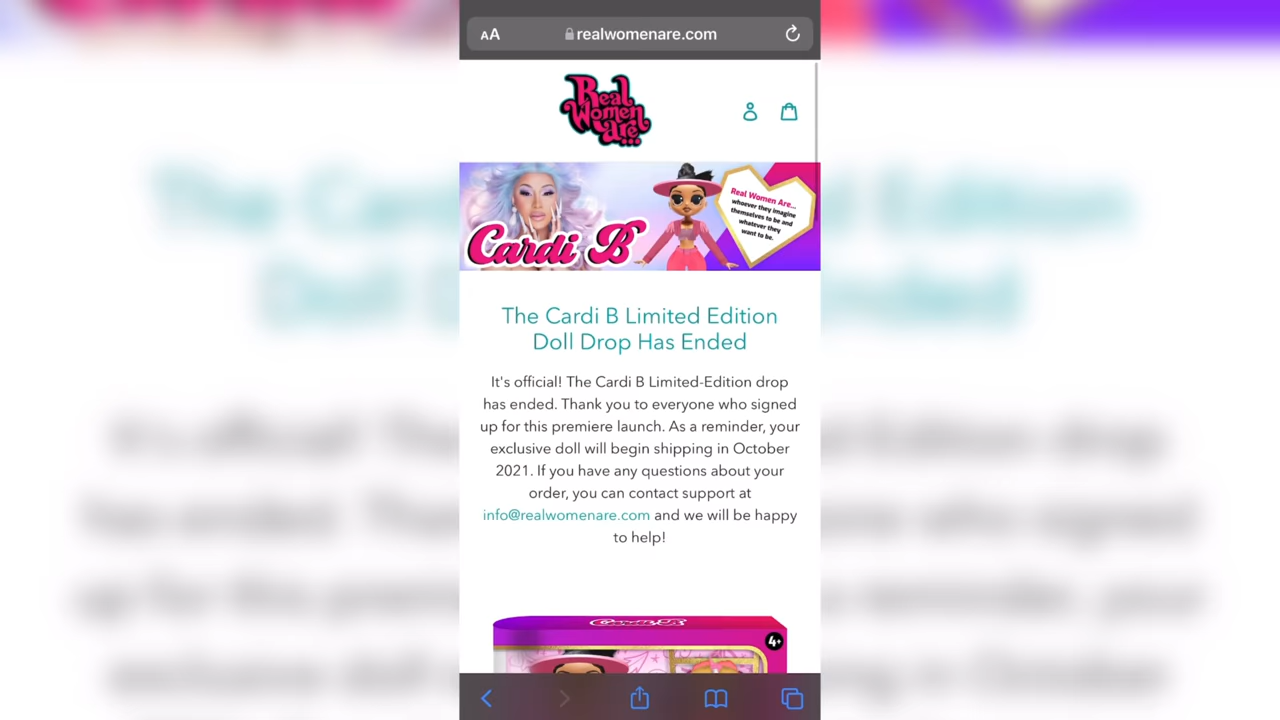 AA realwomenare.com
Real
Women
are...
Cardi B
Real Women Are...
whoever they imagine
themselves to be and
whatever they
want to be.
The Cardi B Limited Edition
Doll Drop Has Ended
It's official! The Cardi B Limited-Edition drop
has ended. Thank you to everyone who signed
up for this premiere launch. As a reminder, your
exclusive doll will begin shipping in October
2021. If you have any questions about your
order, you can contact support at
info@realwomenare.com and we will be happy
to help!
Cardi B
4+